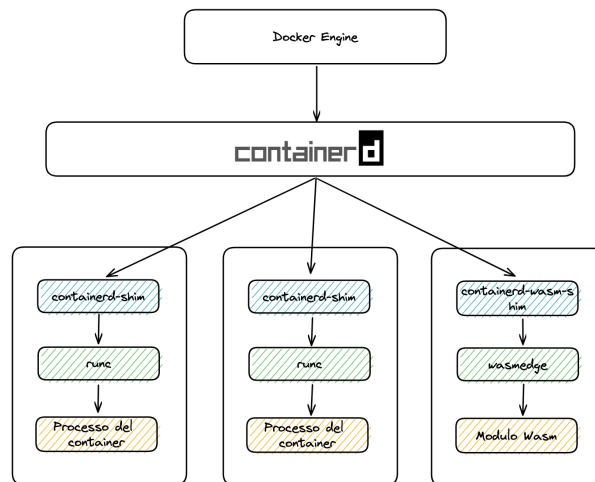 Docker Engine
containerd
containerd-shim
containerd-shim
containerd-wasm-s
him
runc
runc
wasmedge
Processo del
container
Processo del
container
Modulo Wasm